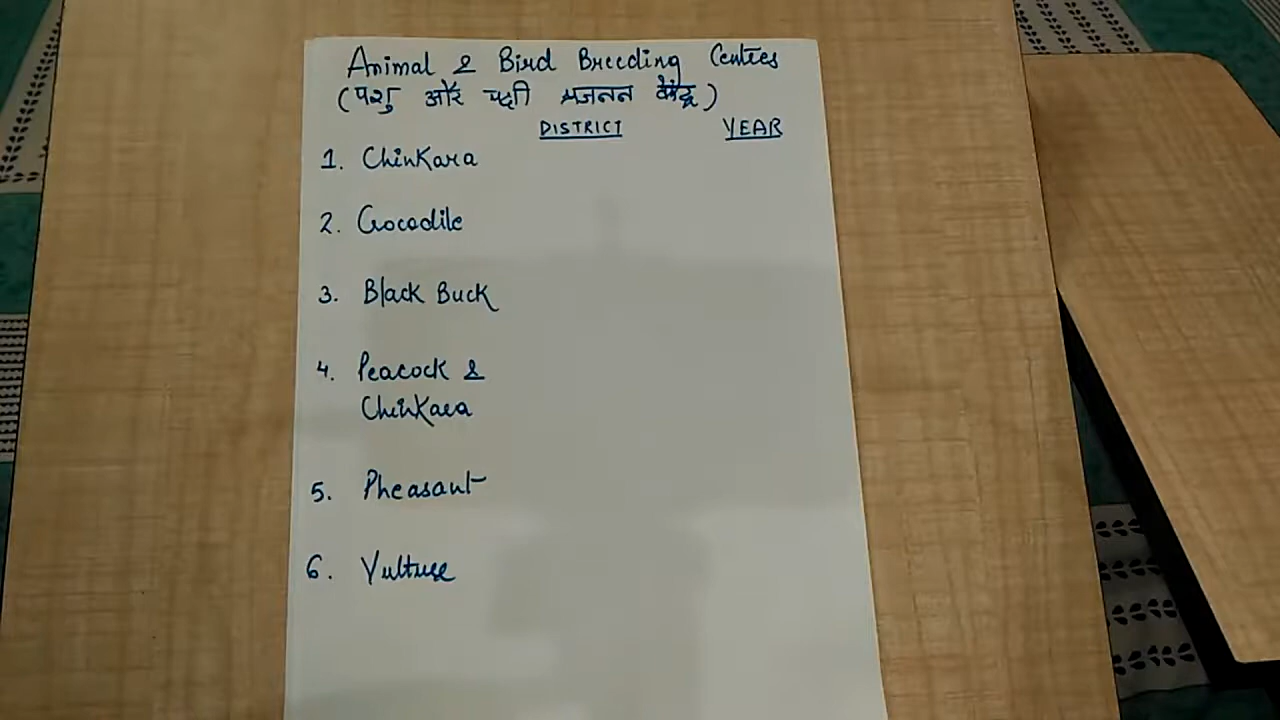 Animal & Bird Breeding Centres
(पशु और पक्षी प्रजनन केंद्र)
DISTRICT YEAR
1. Chinkara
2. Crocodile
3. Black Buck
4. Peacock &
Chinkara
5. Pheasant
6. Vulture